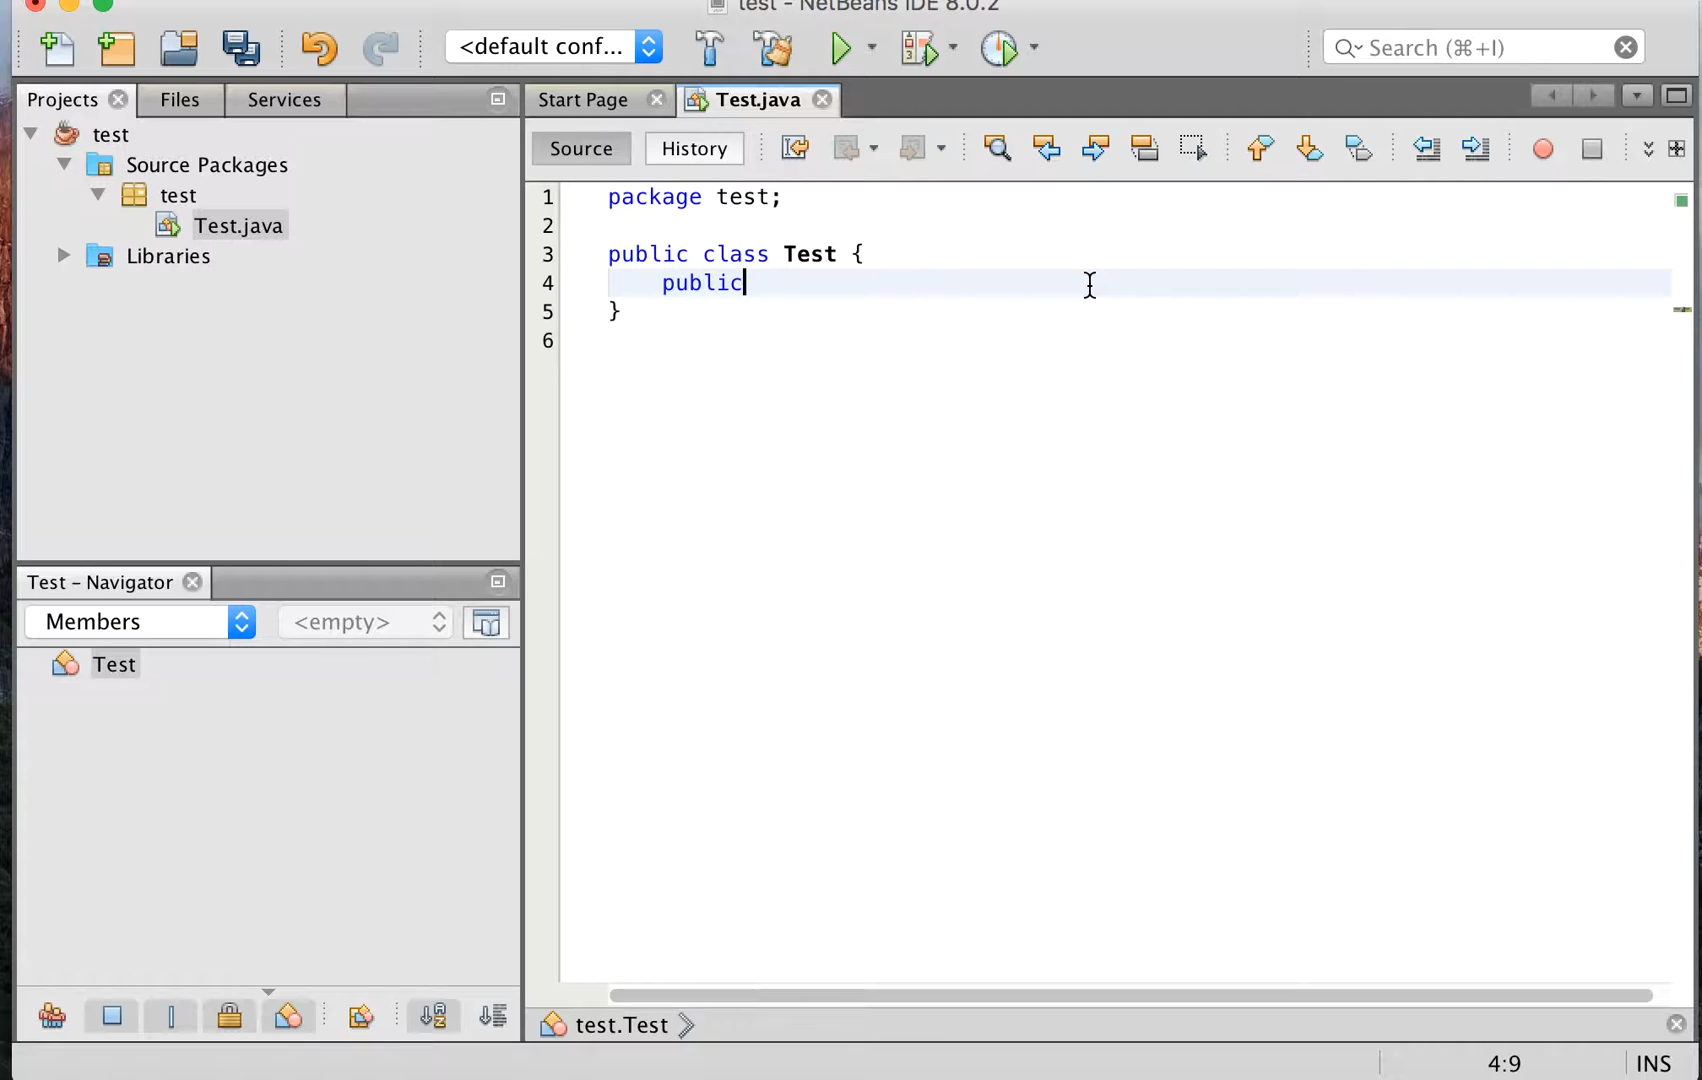 test - NetBeans IDE 8.0.2
<default conf...
Search (⌘+I)
Projects
Files
Services
Start Page
Test.java
test
Source Packages
test
Test.java
Libraries
Source
History
1 package test;
2
3 public class Test {
4 public
5 }
6
Test - Navigator
Members
<empty>
Test
test.Test
4:9
INS